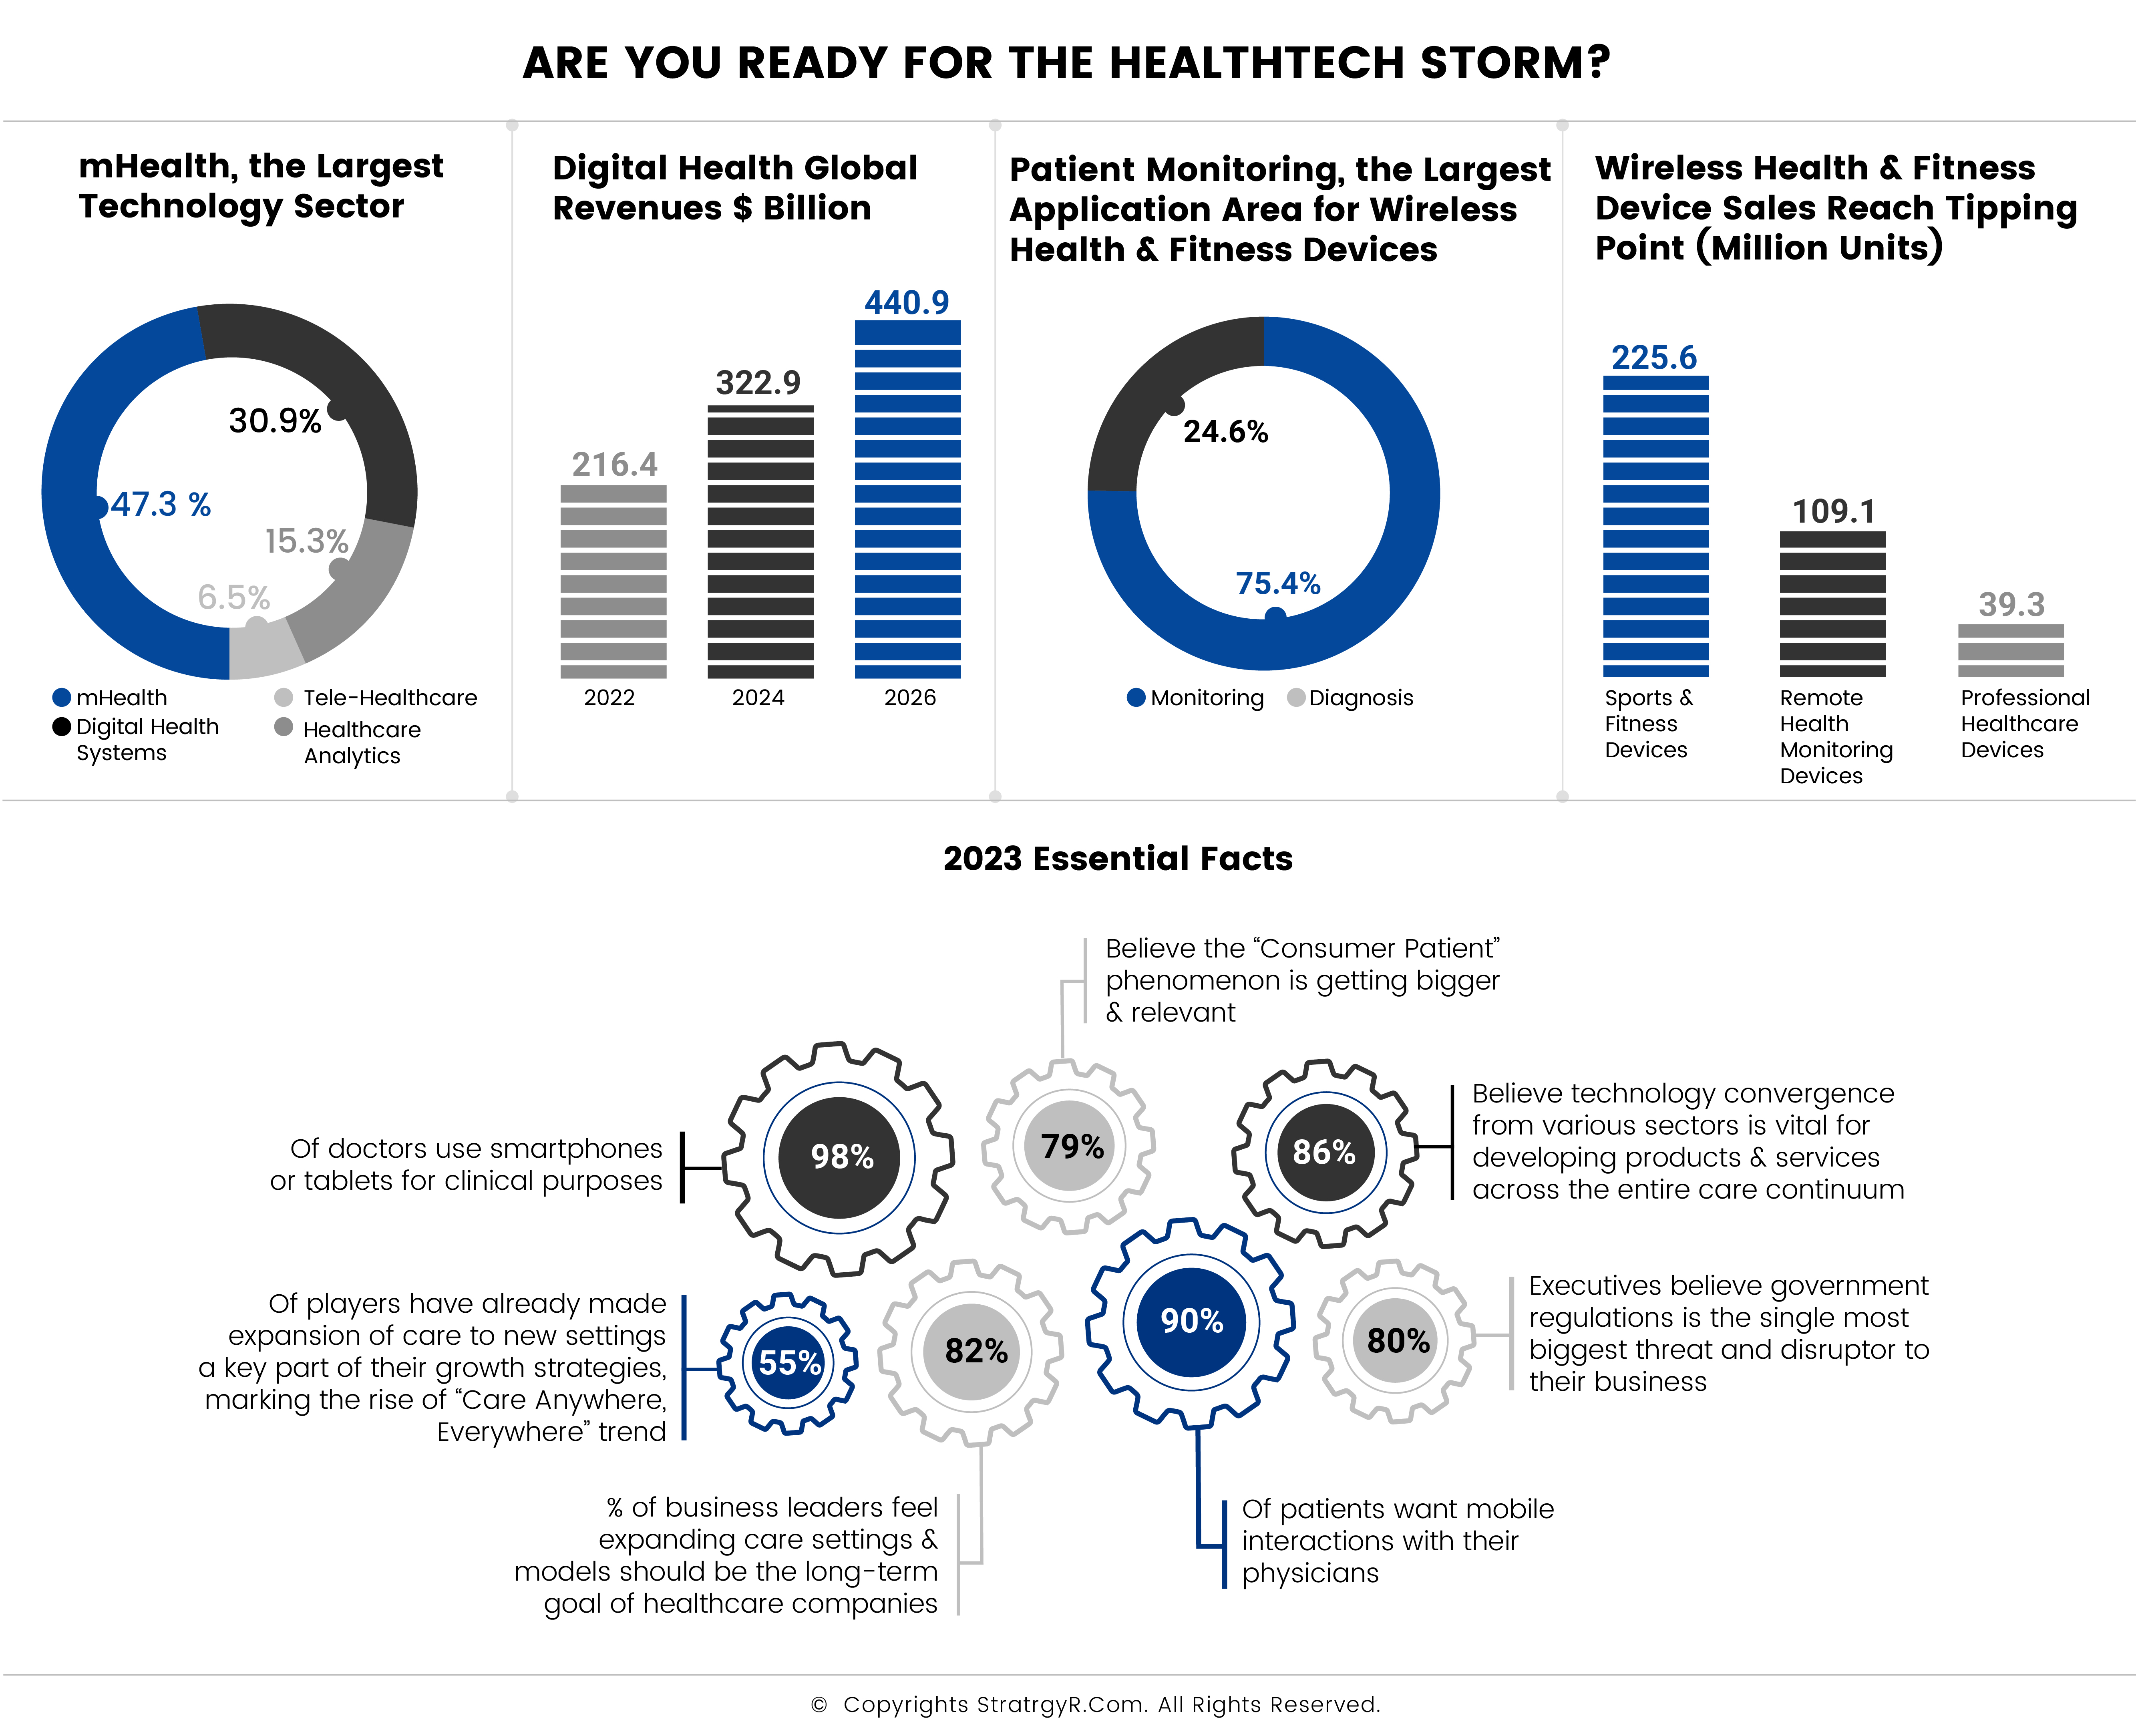 ARE YOU READY FOR THE HEALTHTECH STORM?
mHealth, the Largest
Technology Sector
30.9%
47.3 %
15.3%
6.5%
mHealth
Digital Health
Systems
Tele-Healthcare
Healthcare
Analytics
Digital Health Global
Revenues $ Billion
216.4
322.9
440.9
2022
2024
2026
Patient Monitoring, the Largest
Application Area for Wireless
Health & Fitness Devices
24.6%
75.4%
Monitoring
Diagnosis
Wireless Health & Fitness
Device Sales Reach Tipping
Point (Million Units)
225.6
109.1
39.3
Sports &
Fitness
Devices
Remote
Health
Monitoring
Devices
Professional
Healthcare
Devices
2023 Essential Facts
Believe the “Consumer Patient”
phenomenon is getting bigger
& relevant
79%
Of doctors use smartphones
or tablets for clinical purposes
98%
86%
Believe technology convergence
from various sectors is vital for
developing products & services
across the entire care continuum
Of players have already made
expansion of care to new settings
a key part of their growth strategies,
marking the rise of “Care Anywhere,
Everywhere” trend
55%
82%
90%
80%
Executives believe government
regulations is the single most
biggest threat and disruptor to
their business
% of business leaders feel
expanding care settings &
models should be the long-term
goal of healthcare companies
Of patients want mobile
interactions with their
physicians
© Copyrights StratrgyR.Com. All Rights Reserved.